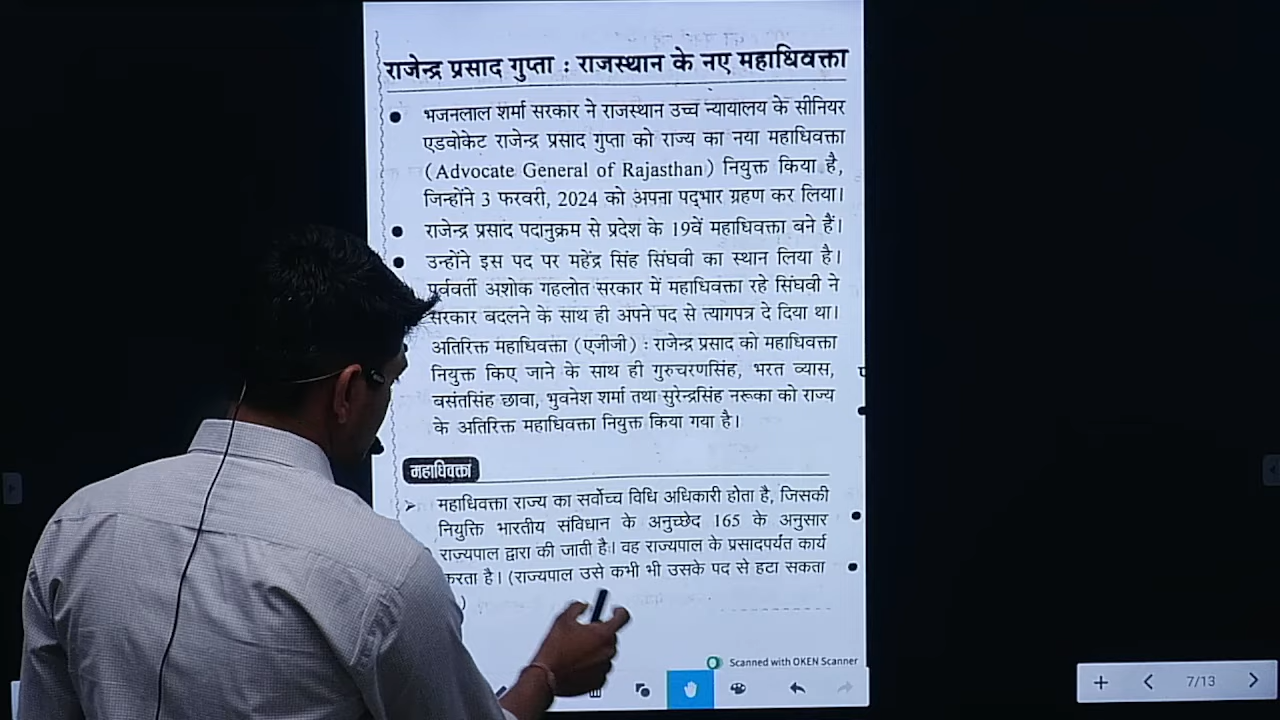 राजेन्द्र प्रसाद गुप्ता : राजस्थान के नए महाधिवक्ता
● भजनलाल शर्मा सरकार ने राजस्थान उच्च न्यायालय के सीनियर
एडवोकेट राजेन्द्र प्रसाद गुप्ता को राज्य का नया महाधिवक्ता
(Advocate General of Rajasthan) नियुक्त किया है,
जिन्होंने 3 फरवरी, 2024 को अपना पद्भार ग्रहण कर लिया।
● राजेन्द्र प्रसाद पदानुक्रम से प्रदेश के 19वें महाधिवक्ता बने हैं।
● उन्होंने इस पद पर महेंद्र सिंह सिंघवी का स्थान लिया है।
पूर्ववर्ती अशोक गहलोत सरकार में महाधिवक्ता रहे सिंघवी ने
सरकार बदलने के साथ ही अपने पद से त्यागपत्र दे दिया था।
अतिरिक्त महाधिवक्ता (एजीजी) : राजेन्द्र प्रसाद को महाधिवक्ता
नियुक्त किए जाने के साथ ही गुरुचरणसिंह, भरत व्यास,
बसंतसिंह छावा, भुवनेश शर्मा तथा सुरेन्द्रसिंह नरूका को राज्य
के अतिरिक्त महाधिवक्ता नियुक्त किया गया है।
महाधिवक्ता
➤ महाधिवक्ता राज्य का सर्वोच्च विधि अधिकारी होता है, जिसकी
नियुक्ति भारतीय संविधान के अनुच्छेद 165 के अनुसार
राज्यपाल द्वारा की जाती है। वह राज्यपाल के प्रसादपर्यंत कार्य
करता है। (राज्यपाल उसे कभी भी उसके पद से हटा सकता
)
Scanned with OKEN Scanner
7/13